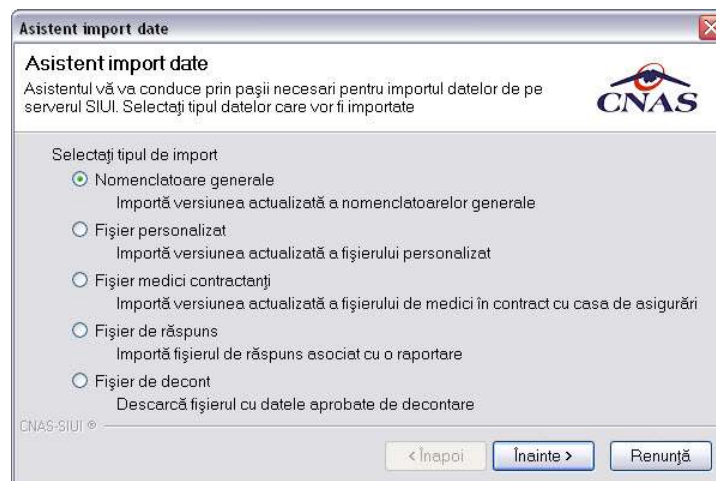 Asistent import date
Asistent import date
Asistentul vă va conduce prin paşii necesari pentru importul datelor de pe
serverul SIUI. Selectaţi tipul datelor care vor fi importate
CNAS
Selectaţi tipul de import
Nomenclatoare generale
Importă versiunea actualizată a nomenclatoarelor generale
Fişier personalizat
Importă versiunea actualizată a fişierului personalizat
Fişier medici contractanţi
Importă versiunea actualizată a fişierului de medici în contract cu casa de asigurări
Fişier de răspuns
Importă fişierul de răspuns asociat cu o raportare
Fişier de decont
Descarcă fişierul cu datele aprobate de decontare
CNAS-SIUI ®
< Înapoi Înainte > Renunţă